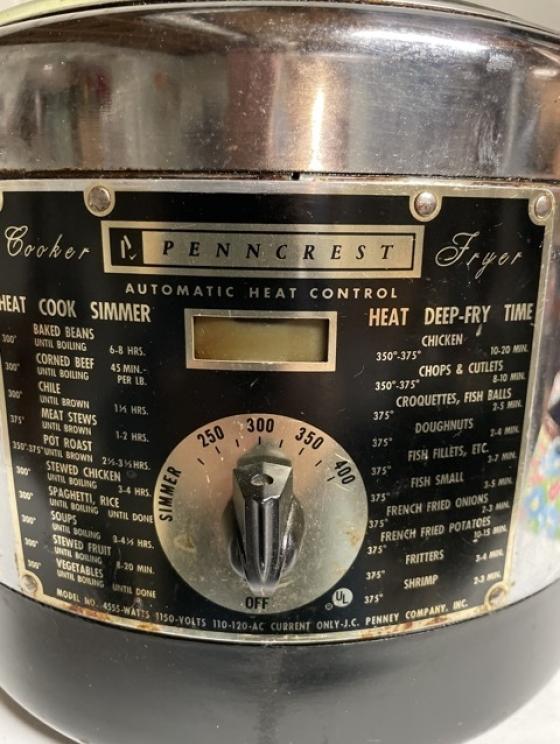 Cooker PENNCREST Fryer
AUTOMATIC HEAT CONTROL
HEAT COOK SIMMER
BAKED BEANS
300° UNTIL BOILING 6-8 HRS.
CORNED BEEF
300° UNTIL BOILING 45 MIN.- PER LB.
CHILE
300° UNTIL BROWN 1½ HRS.
MEAT STEWS
375° UNTIL BROWN 1-2 HRS.
POT ROAST
350°-375° UNTIL BROWN 2½-3½ HRS.
STEWED CHICKEN
300° UNTIL BOILING 3-4 HRS.
SPAGHETTI, RICE
300° UNTIL BOILING UNTIL DONE
SOUPS
300° UNTIL BOILING 3-4½ HRS.
STEWED FRUIT
300° UNTIL BOILING 8-20 MIN.
VEGETABLES
300° UNTIL BOILING UNTIL DONE
SIMMER 250 300 350 400
OFF
HEAT DEEP-FRY TIME
CHICKEN
350°-375° 10-20 MIN.
CHOPS & CUTLETS
350°-375° 8-10 MIN.
CROQUETTES, FISH BALLS
375° 2-5 MIN.
DOUGHNUTS
375° 2-4 MIN.
FISH FILLETS, ETC.
375° 3-7 MIN.
FISH SMALL
375° 3-5 MIN.
FRENCH FRIED ONIONS
375° 2-3 MIN.
FRENCH FRIED POTATOES
375° 10-15 MIN.
FRITTERS
375° 3-4 MIN.
SHRIMP
375° 2-3 MIN.
UL
MODEL NO. 4555-WATTS 1150-VOLTS 110-120-AC CURRENT ONLY-J.C. PENNEY COMPANY, INC.